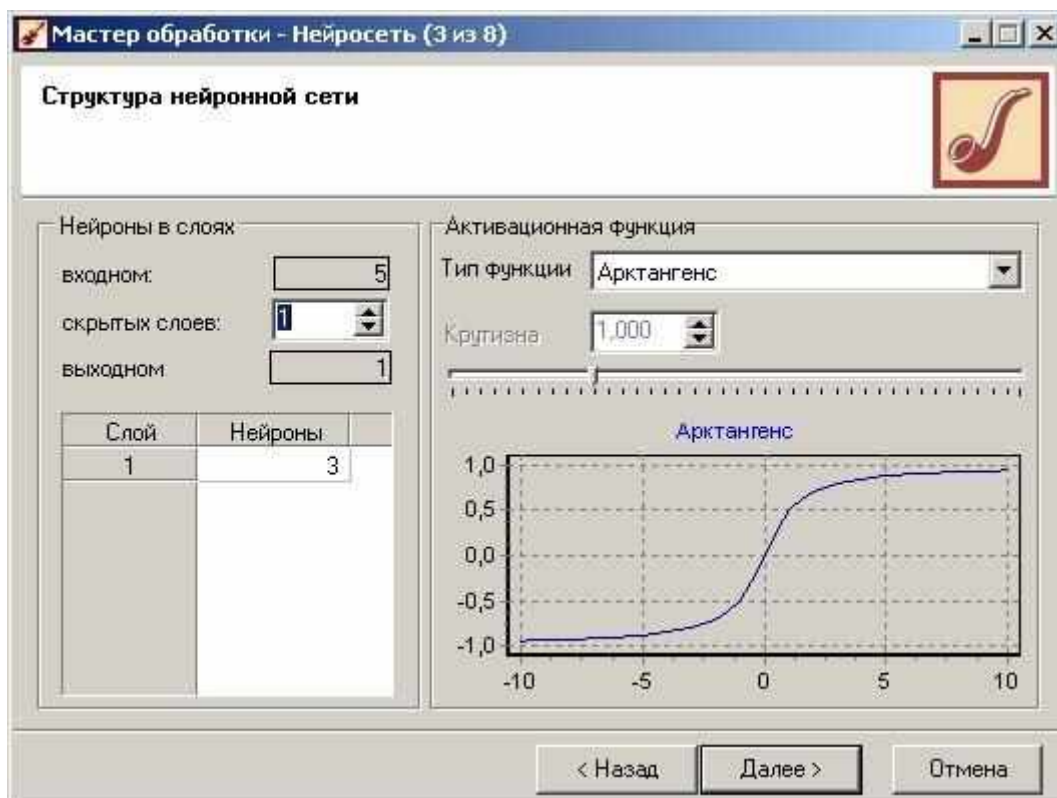 Мастер обработки - Нейросеть (3 из 8)
Структура нейронной сети
Нейроны в слоях
входном: 5
скрытых слоев: 1
выходном 1
Слой Нейроны
1 3
Активационная функция
Тип функции Арктангенс
Крутизна 1,000
Арктангенс
1,0
0,5
0,0
-0,5
-1,0
-10 -5 0 5 10
< Назад Далее > Отмена